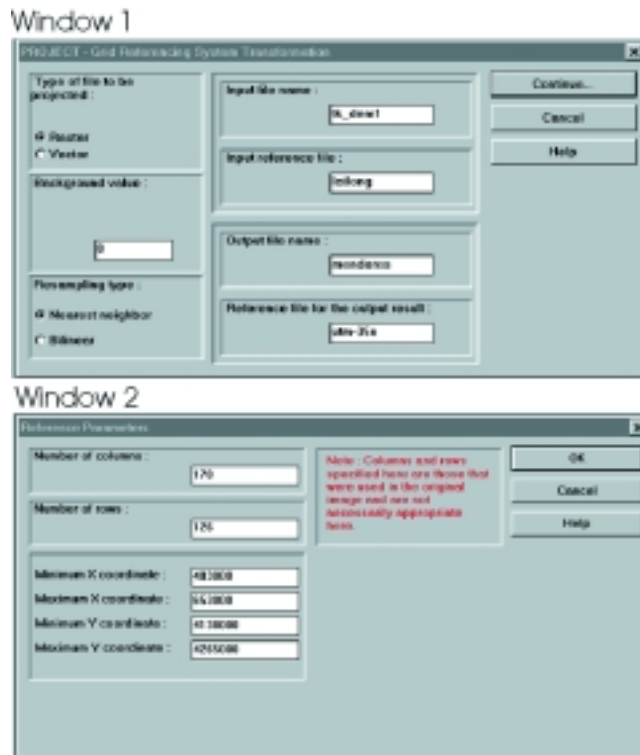 Window 1
PROJECT - Grid Referencing System Transformation
Type of file to be
projected :
Raster
Vector
Background value :
0
Resampling type :
Nearest neighbor
Bilinear
Input file name :
Input reference file :
latlong
Output file name :
Reference file for the output result :
Continue...
Cancel
Help
Window 2
Reference Parameters
Number of columns :
170
Number of rows :
126
Minimum X coordinate :
Maximum X coordinate :
Minimum Y coordinate :
Maximum Y coordinate :
4265000
Note : Columns and rows
specified here are those that
were used in the original
image and are not
necessarily appropriate
here.
OK
Cancel
Help